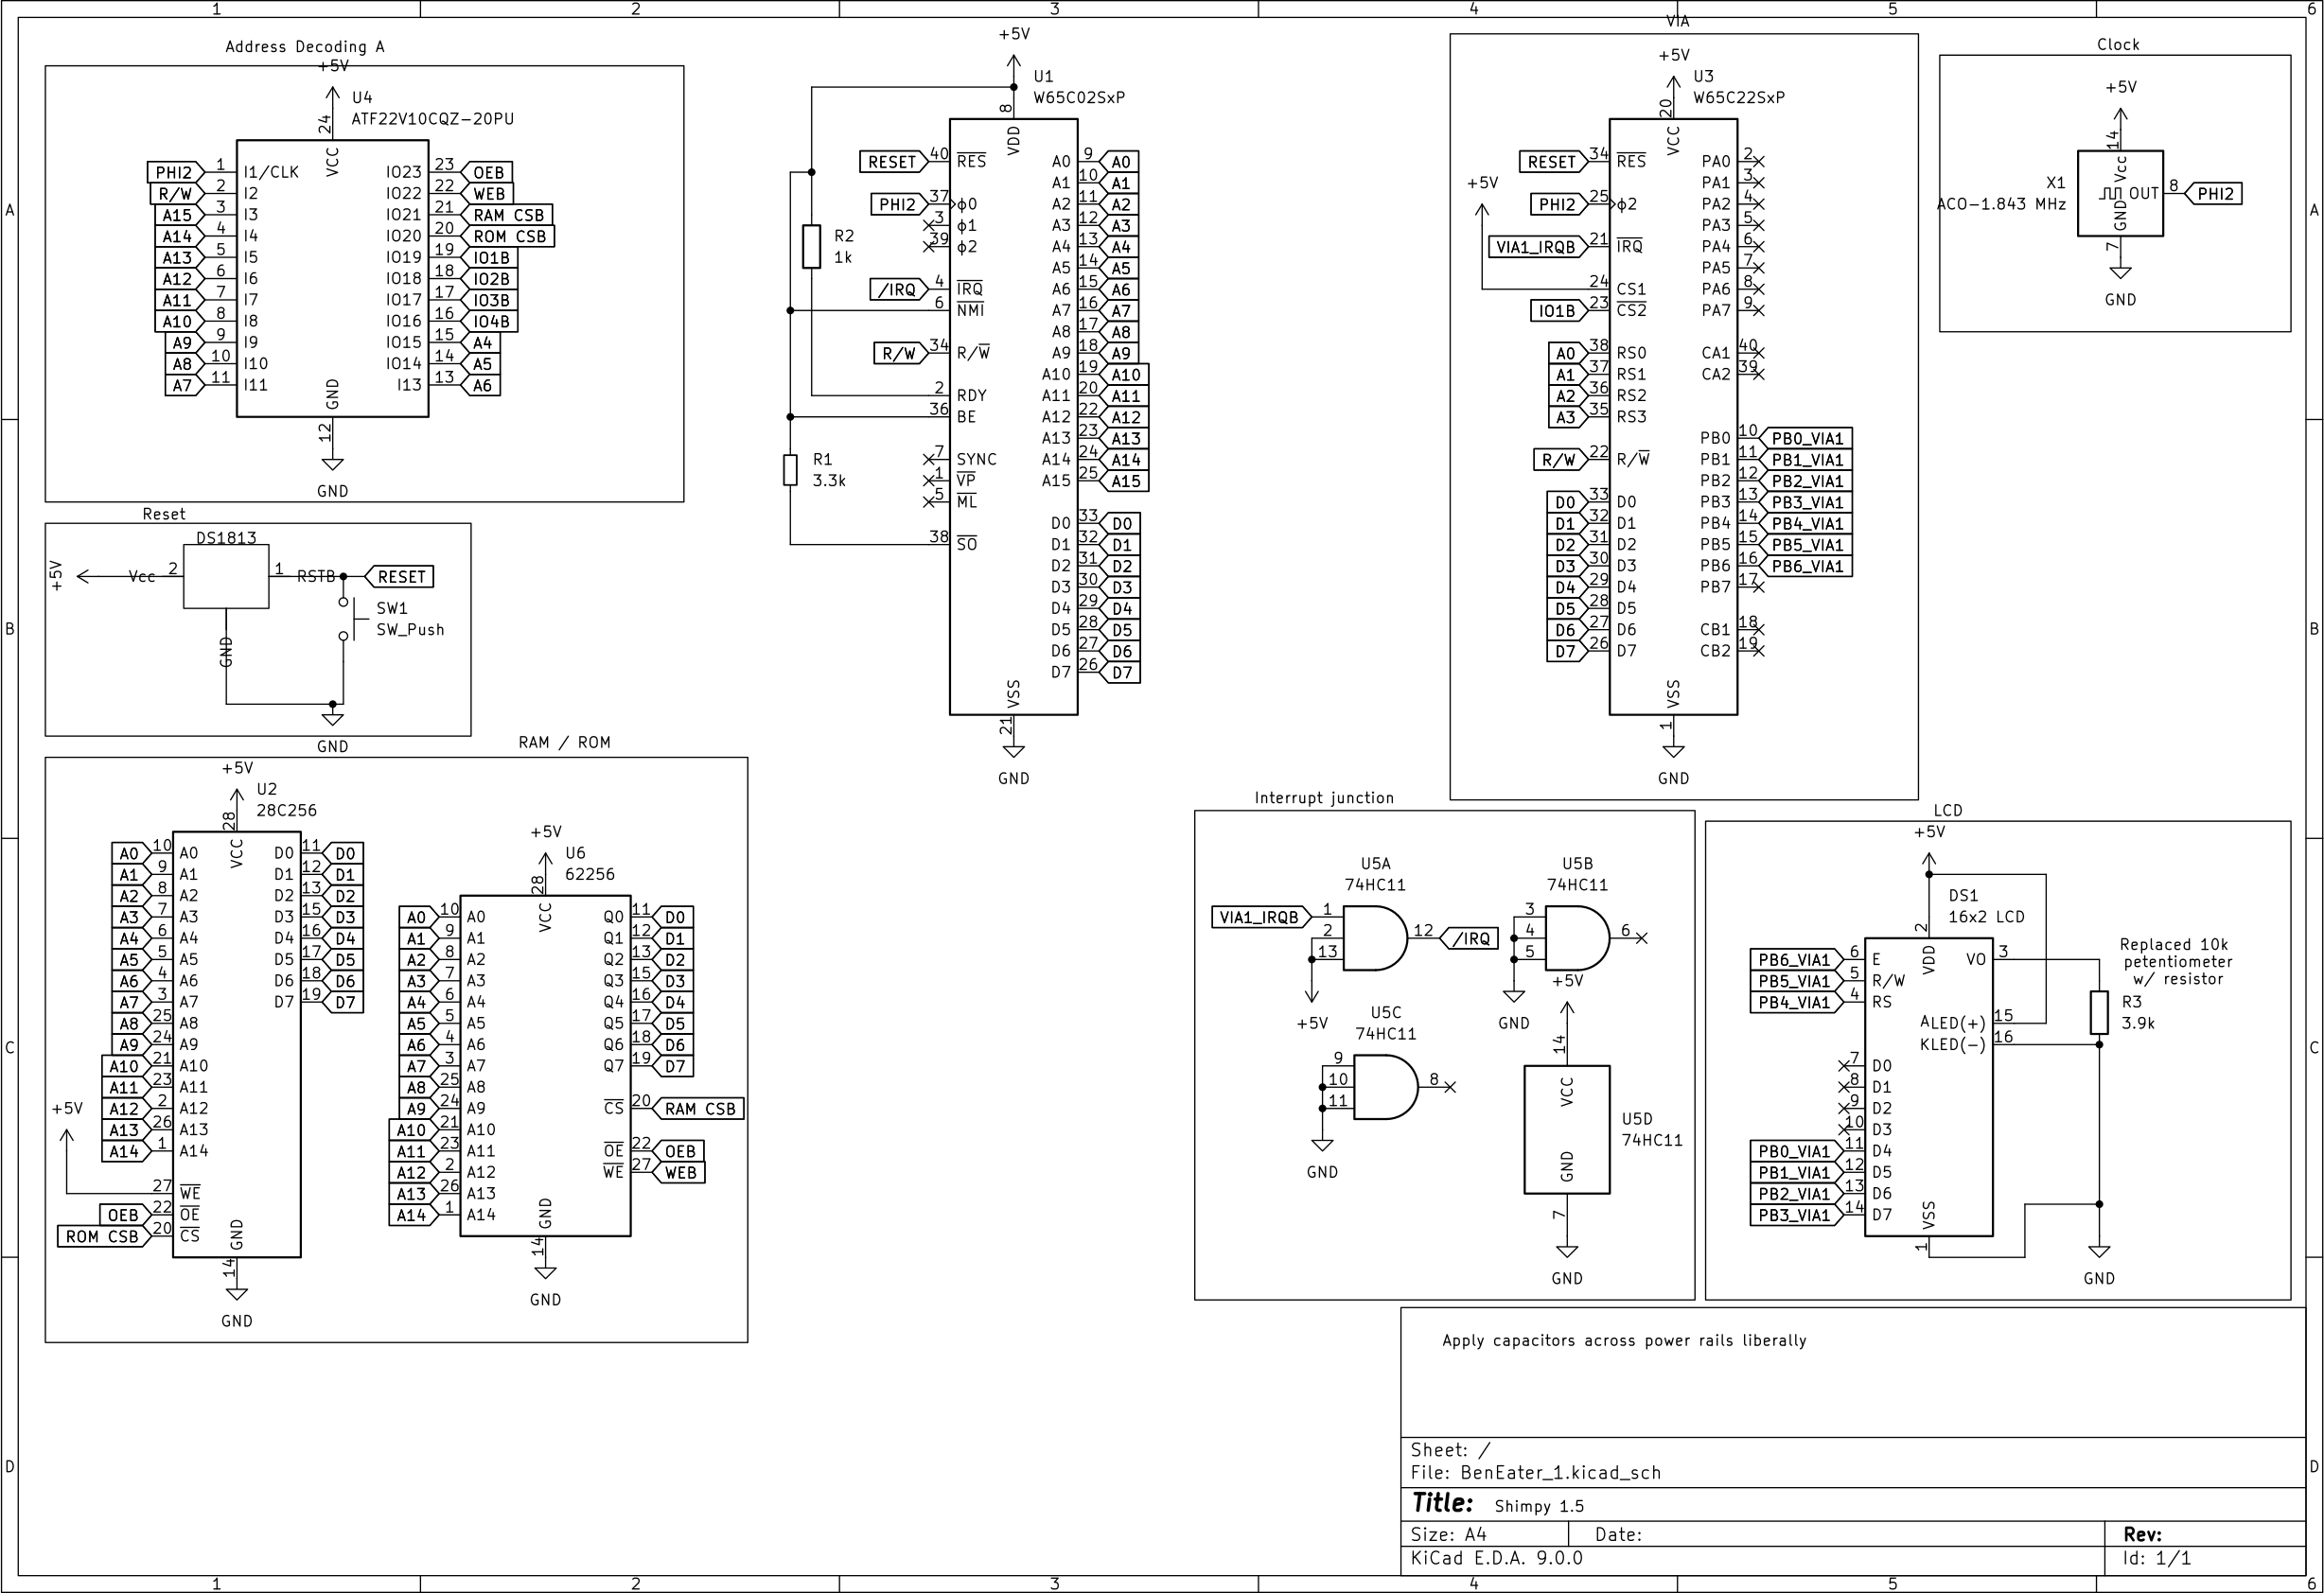 1 2 3 4 5 6
A
B
C
D
Address Decoding A
+5V
U4
ATF22V10CQZ-20PU
24
VCC
PHI2 1 I1/CLK IO23 23 OEB
R/W 2 I2 IO22 22 WEB
A15 3 I3 IO21 21 RAM CSB
A14 4 I4 IO20 20 ROM CSB
A13 5 I5 IO19 19 IO1B
A12 6 I6 IO18 18 IO2B
A11 7 I7 IO17 17 IO3B
A10 8 I8 IO16 16 IO4B
A9 9 I9 IO15 15 A4
A8 10 I10 IO14 14 A5
A7 11 I11 I13 13 A6
GND
12
GND
Reset
DS1813
+5V Vcc 2 1 RSTB RESET
SW1
SW_Push
GND
GND
+5V
U1
W65C02SxP
8
VDD
RESET 40 RES
PHI2 37 ϕ0
3 ϕ1
39 ϕ2
/IRQ 4 IRQ
6 NMI
R/W 34 R/W
2 RDY
36 BE
7 SYNC
1 VP
5 ML
38 SO
R2
1k
R1
3.3k
A0 9 A0
A1 10 A1
A2 11 A2
A3 12 A3
A4 13 A4
A5 14 A5
A6 15 A6
A7 16 A7
A8 17 A8
A9 18 A9
A10 19 A10
A11 20 A11
A12 22 A12
A13 23 A13
A14 24 A14
A15 25 A15
D0 33 D0
D1 32 D1
D2 31 D2
D3 30 D3
D4 29 D4
D5 28 D5
D6 27 D6
D7 26 D7
VSS
21
GND
VIA
+5V
U3
W65C22SxP
20
VCC
RESET 34 RES
+5V
PHI2 25 ϕ2
VIA1_IRQB 21 IRQ
24 CS1
IO1B 23 CS2
A0 38 RS0
A1 37 RS1
A2 36 RS2
A3 35 RS3
R/W 22 R/W
D0 33 D0
D1 32 D1
D2 31 D2
D3 30 D3
D4 29 D4
D5 28 D5
D6 27 D6
D7 26 D7
PA0 2
PA1 3
PA2 4
PA3 5
PA4 6
PA5 7
PA6 8
PA7 9
CA1 40
CA2 39
PB0 10 PB0_VIA1
PB1 11 PB1_VIA1
PB2 12 PB2_VIA1
PB3 13 PB3_VIA1
PB4 14 PB4_VIA1
PB5 15 PB5_VIA1
PB6 16 PB6_VIA1
PB7 17
CB1 18
CB2 19
VSS
1
GND
Clock
+5V
14
Vcc
X1
ACO-1.843 MHz
OUT 8 PHI2
GND
7
GND
RAM / ROM
+5V
U2
28C256
28
VCC
A0 10 A0 D0 11 D0
A1 9 A1 D1 12 D1
A2 8 A2 D2 13 D2
A3 7 A3 D3 15 D3
A4 6 A4 D4 16 D4
A5 5 A5 D5 17 D5
A6 4 A6 D6 18 D6
A7 3 A7 D7 19 D7
A8 25 A8
A9 24 A9
A10 21 A10
A11 23 A11
A12 2 A12
A13 26 A13
A14 1 A14
+5V
27 WE
OEB 22 OE
ROM CSB 20 CS
GND
14
GND
+5V
U6
62256
28
VCC
A0 10 A0 Q0 11 D0
A1 9 A1 Q1 12 D1
A2 8 A2 Q2 13 D2
A3 7 A3 Q3 15 D3
A4 6 A4 Q4 16 D4
A5 5 A5 Q5 17 D5
A6 4 A6 Q6 18 D6
A7 3 A7 Q7 19 D7
A8 25 A8
A9 24 A9 CS 20 RAM CSB
A10 21 A10
A11 23 A11 OE 22 OEB
A12 2 A12 WE 27 WEB
A13 26 A13
A14 1 A14
GND
14
GND
Interrupt junction
U5A
74HC11
VIA1_IRQB 1
2
13
12 /IRQ
+5V
U5B
74HC11
3
4
5
6
GND
U5C
74HC11
9
10
11
8
GND
+5V
14
VCC
U5D
74HC11
GND
7
GND
LCD
+5V
DS1
16x2 LCD
2
VDD
PB6_VIA1 6 E
PB5_VIA1 5 R/W
PB4_VIA1 4 RS
7 D0
8 D1
9 D2
10 D3
PB0_VIA1 11 D4
PB1_VIA1 12 D5
PB2_VIA1 13 D6
PB3_VIA1 14 D7
VO 3
ALED(+) 15
KLED(-) 16
VSS
1
Replaced 10k
petentiometer
w/ resistor
R3
3.9k
GND
Apply capacitors across power rails liberally
Sheet: /
File: BenEater_1.kicad_sch
Title: Shimpy 1.5
Size: A4 Date: Rev:
KiCad E.D.A. 9.0.0 Id: 1/1
A
B
C
D
1 2 3 4 5 6